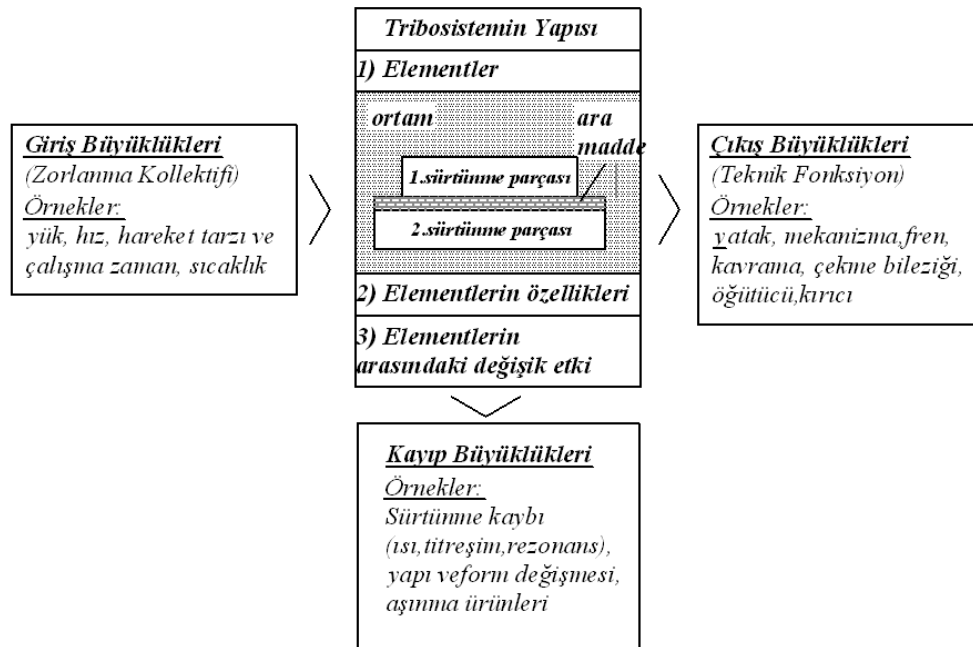 Tribosistemin Yapısı
1) Elementler
ortam
ara
madde
1.sürtünme parçası
2.sürtünme parçası
2) Elementlerin özellikleri
3) Elementlerin
arasındaki değişik etki
Giriş Büyüklükleri
(Zorlanma Kollektifi)
Örnekler:
yük, hız, hareket tarzı ve
çalışma zaman, sıcaklık
Çıkış Büyüklükleri
(Teknik Fonksiyon)
Örnekler:
yatak, mekanizma,fren,
kavrama, çekme bileziği,
öğütücü,kırıcı
Kayıp Büyüklükleri
Örnekler:
Sürtünme kaybı
(ısı,titreşim,rezonans),
yapı veform değişmesi,
aşınma ürünleri